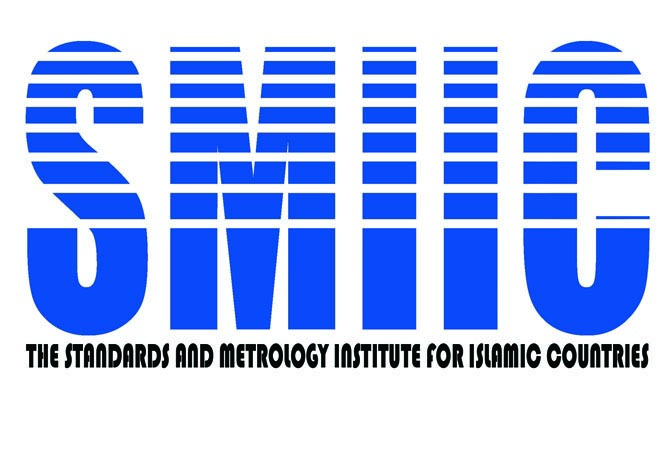 SMIIC
THE STANDARDS AND METROLOGY INSTITUTE FOR ISLAMIC COUNTRIES